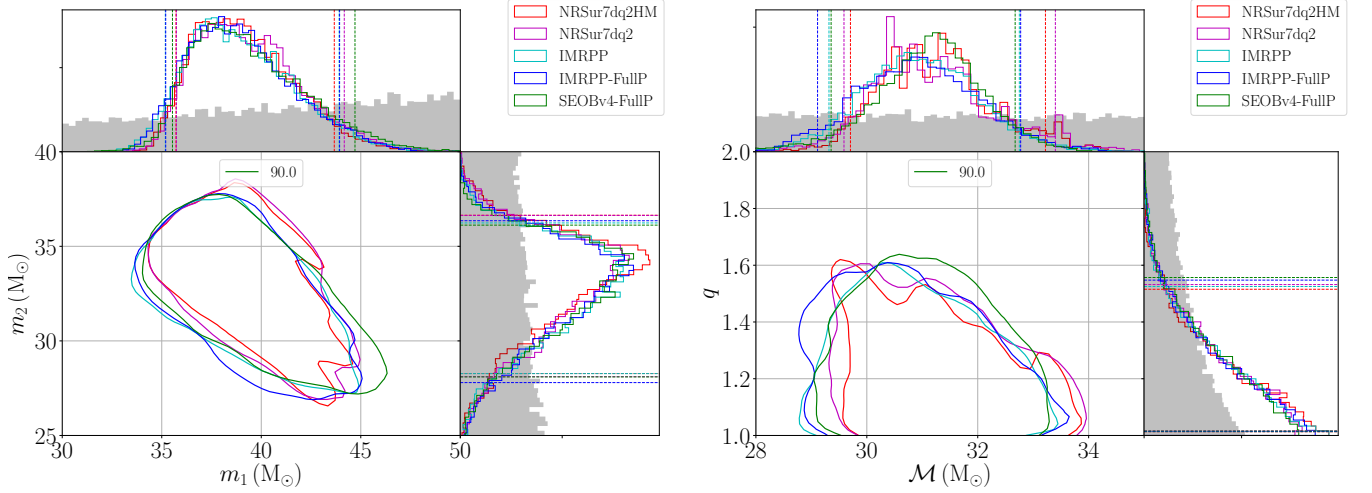 NRSur7dq2HM
NRSur7dq2
IMRPP
IMRPP-FullP
SEOBv4-FullP
40
35
30
25
m₂ (M⊙)
90.0
30
35
40
45
50
m₁ (M⊙)
NRSur7dq2HM
NRSur7dq2
IMRPP
IMRPP-FullP
SEOBv4-FullP
2.0
1.8
1.6
1.4
1.2
1.0
q
90.0
28
30
32
34
ℳ (M⊙)